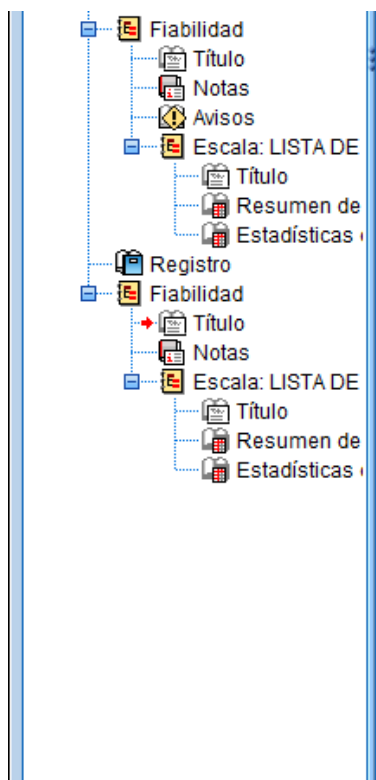 Fiabilidad
Título
Notas
Avisos
Escala: LISTA DE
Título
Resumen de
Estadísticas
Registro
Fiabilidad
Título
Notas
Escala: LISTA DE
Título
Resumen de
Estadísticas